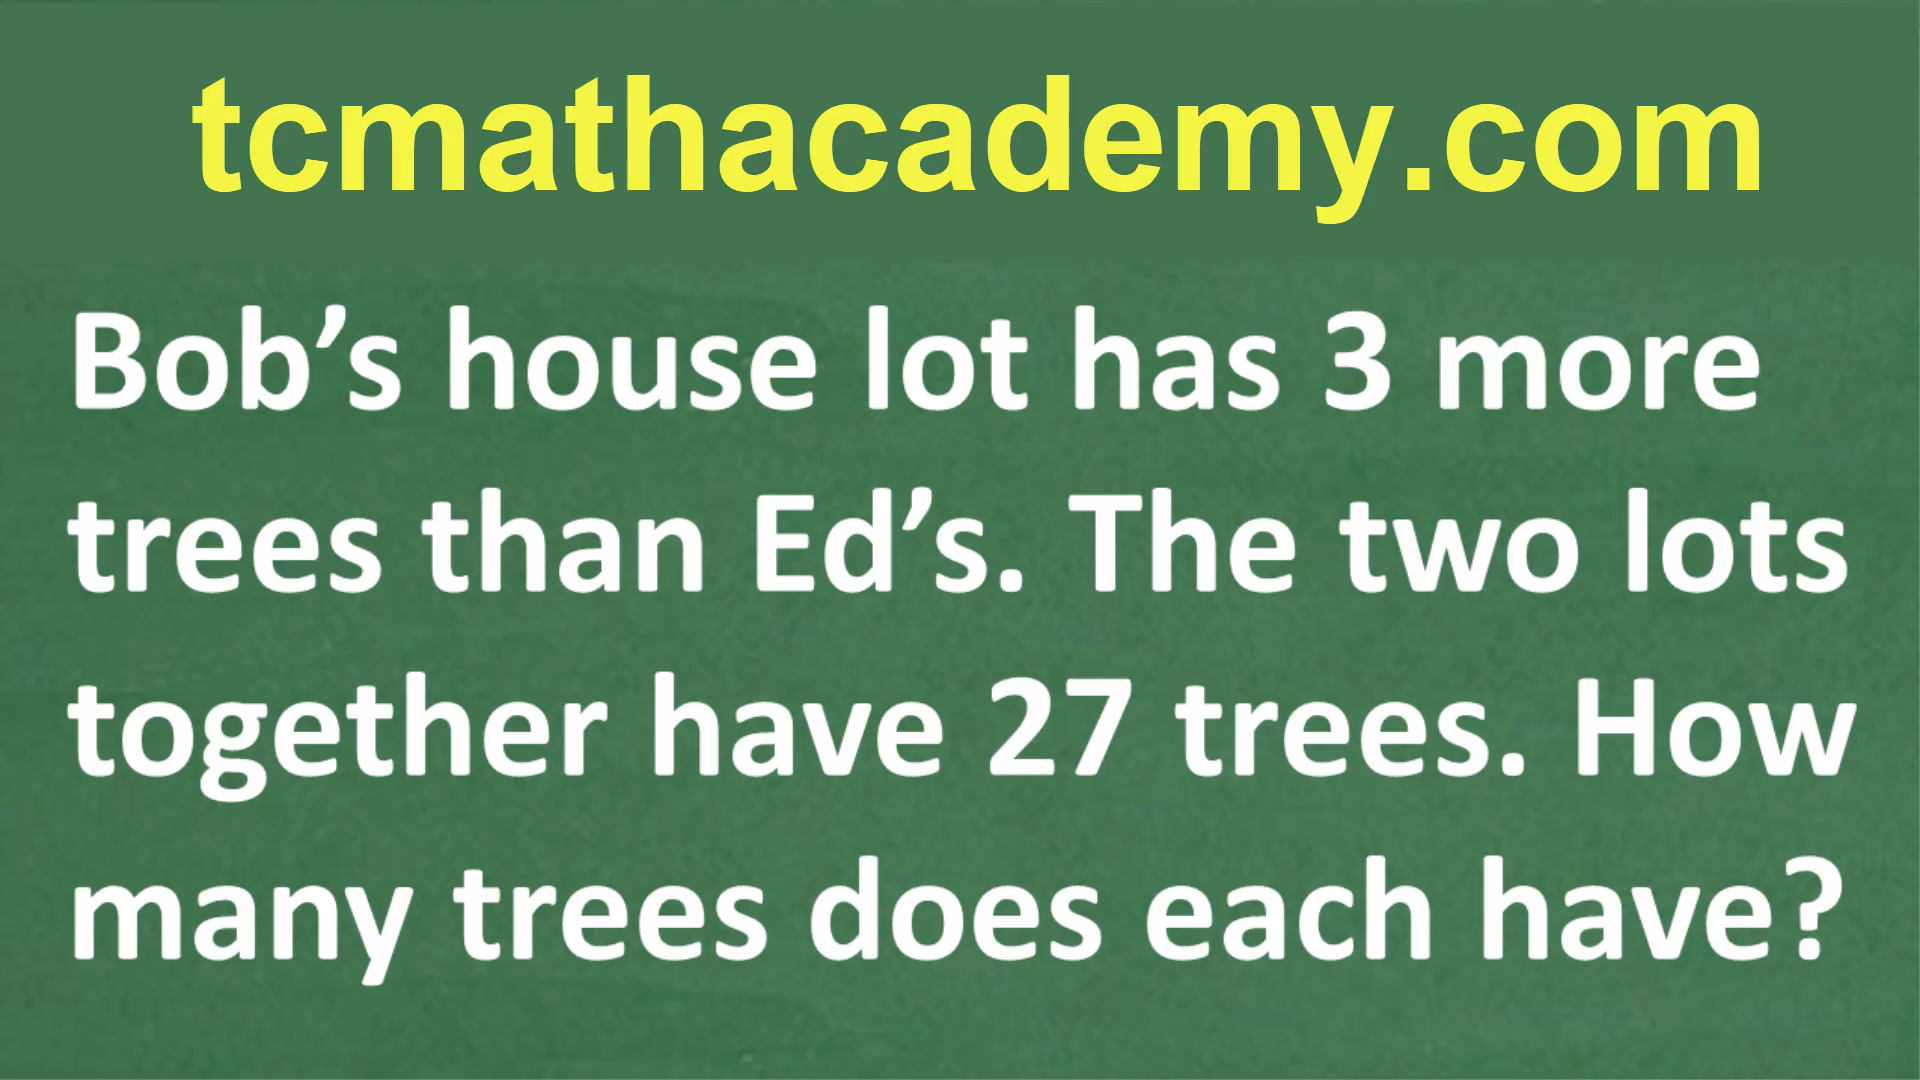 tcmathacademy.com
Bob’s house lot has 3 more
trees than Ed’s. The two lots
together have 27 trees. How
many trees does each have?